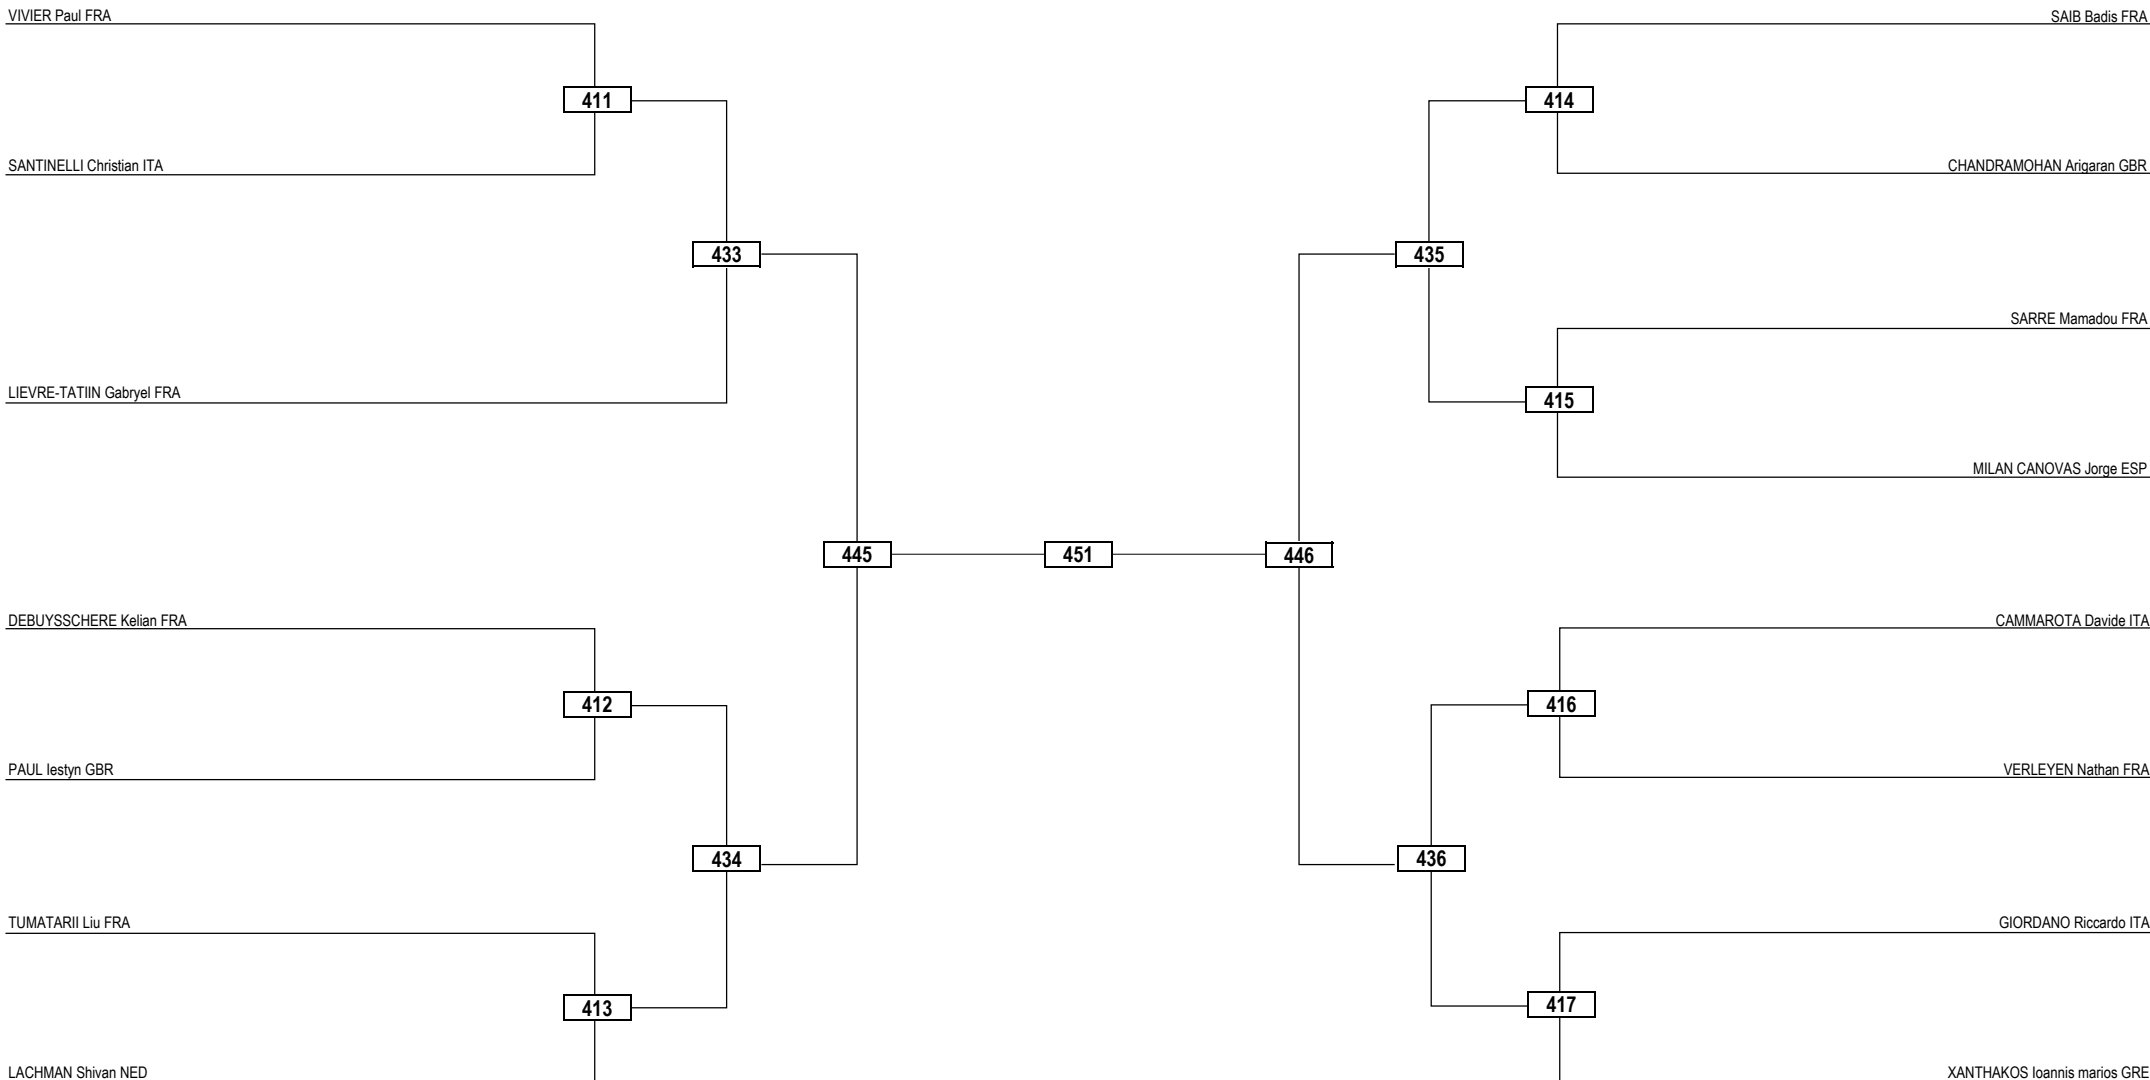 VIVIER Paul FRA
SAIB Badis FRA
411
414
SANTINELLI Christian ITA
CHANDRAMOHAN Arigaran GBR
433
435
SARRE Mamadou FRA
LIEVRE-TATIIN Gabryel FRA
415
MILAN CANOVAS Jorge ESP
445
451
446
DEBUYSSCHERE Kelian FRA
CAMMAROTA Davide ITA
412
416
PAUL Iestyn GBR
VERLEYEN Nathan FRA
434
436
TUMATARII Liu FRA
GIORDANO Riccardo ITA
413
417
LACHMAN Shivan NED
XANTHAKOS Ioannis marios GRE